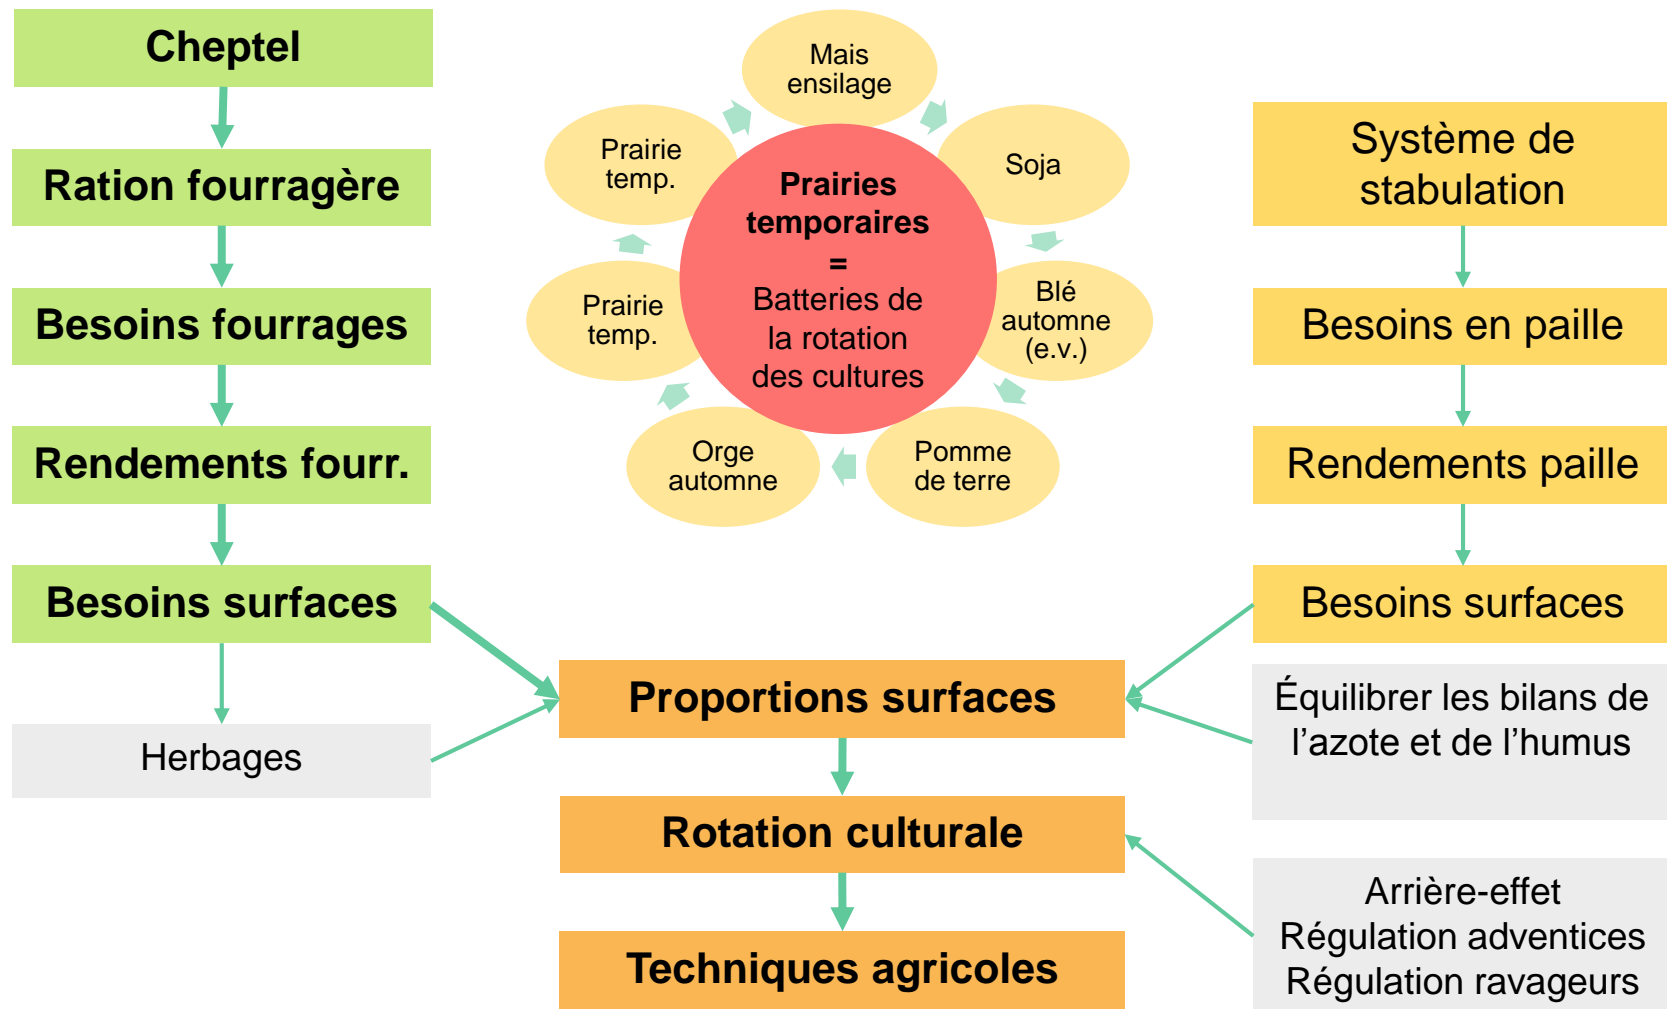 Cheptel
Ration fourragère
Besoins fourrages
Rendements fourr.
Besoins surfaces
Herbages
Mais
ensilage
Soja
Blé
automne
(e.v.)
Pomme
de terre
Orge
automne
Prairie
temp.
Prairie
temp.
Prairies
temporaires
=
Batteries de
la rotation
des cultures
Proportions surfaces
Rotation culturale
Techniques agricoles
Système de
stabulation
Besoins en paille
Rendements paille
Besoins surfaces
Équilibrer les bilans de
l’azote et de l’humus
Arrière-effet
Régulation adventices
Régulation ravageurs